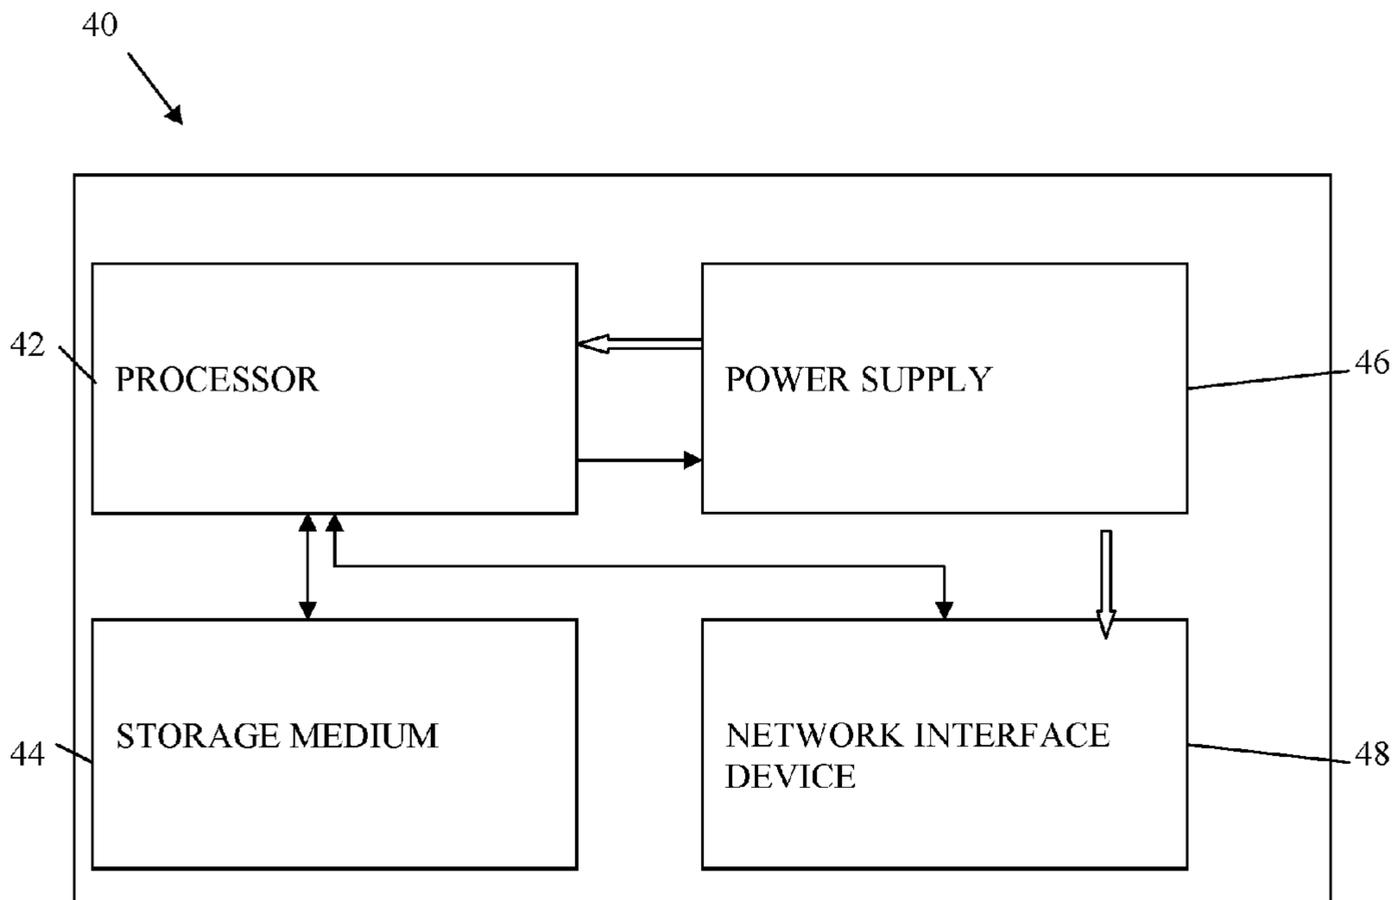 40
42
PROCESSOR
POWER SUPPLY
46
44
STORAGE MEDIUM
NETWORK INTERFACE
DEVICE
48